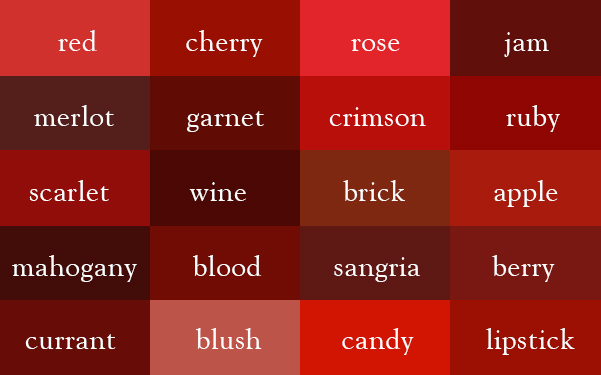 red cherry rose jam
merlot garnet crimson ruby
scarlet wine brick apple
mahogany blood sangria berry
currant blush candy lipstick